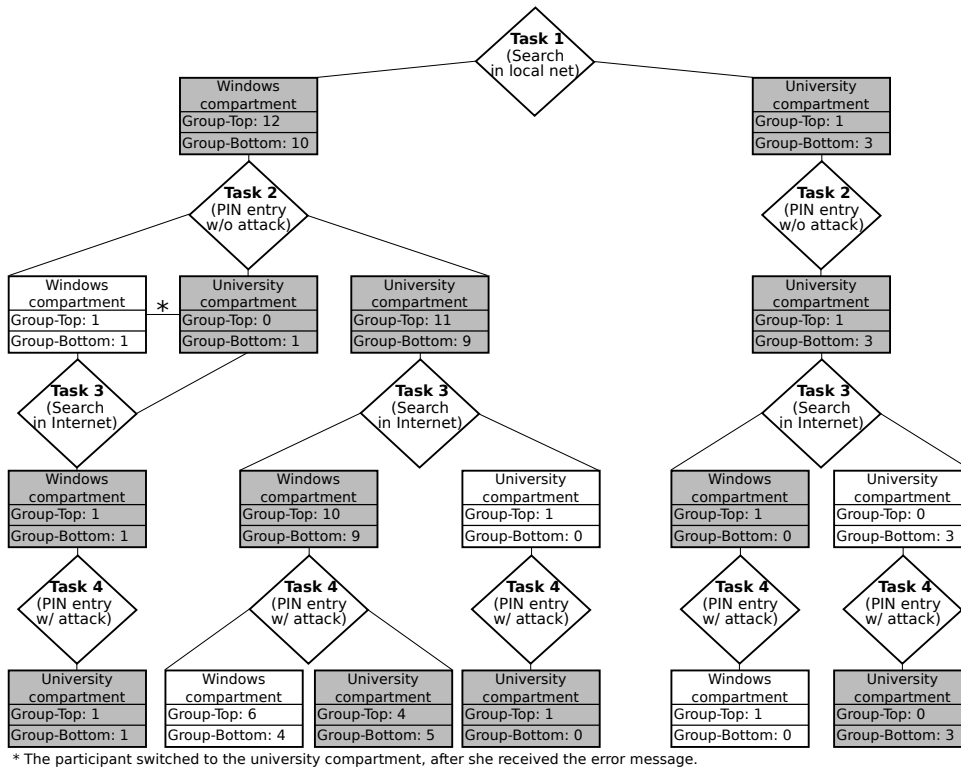 Task 1
(Search
in local net)
Windows
compartment
Group-Top: 12
Group-Bottom: 10
University
compartment
Group-Top: 1
Group-Bottom: 3
Task 2
(PIN entry
w/o attack)
Task 2
(PIN entry
w/o attack)
Windows
compartment
Group-Top: 1
Group-Bottom: 1
*
University
compartment
Group-Top: 0
Group-Bottom: 1
University
compartment
Group-Top: 11
Group-Bottom: 9
University
compartment
Group-Top: 1
Group-Bottom: 3
Task 3
(Search
in Internet)
Task 3
(Search
in Internet)
Task 3
(Search
in Internet)
Windows
compartment
Group-Top: 1
Group-Bottom: 1
Windows
compartment
Group-Top: 10
Group-Bottom: 9
University
compartment
Group-Top: 1
Group-Bottom: 0
Windows
compartment
Group-Top: 1
Group-Bottom: 0
University
compartment
Group-Top: 0
Group-Bottom: 3
Task 4
(PIN entry
w/ attack)
Task 4
(PIN entry
w/ attack)
Task 4
(PIN entry
w/ attack)
Task 4
(PIN entry
w/ attack)
Task 4
(PIN entry
w/ attack)
University
compartment
Group-Top: 1
Group-Bottom: 1
Windows
compartment
Group-Top: 6
Group-Bottom: 4
University
compartment
Group-Top: 4
Group-Bottom: 5
University
compartment
Group-Top: 1
Group-Bottom: 0
Windows
compartment
Group-Top: 1
Group-Bottom: 0
University
compartment
Group-Top: 0
Group-Bottom: 3
* The participant switched to the university compartment, after she received the error message.